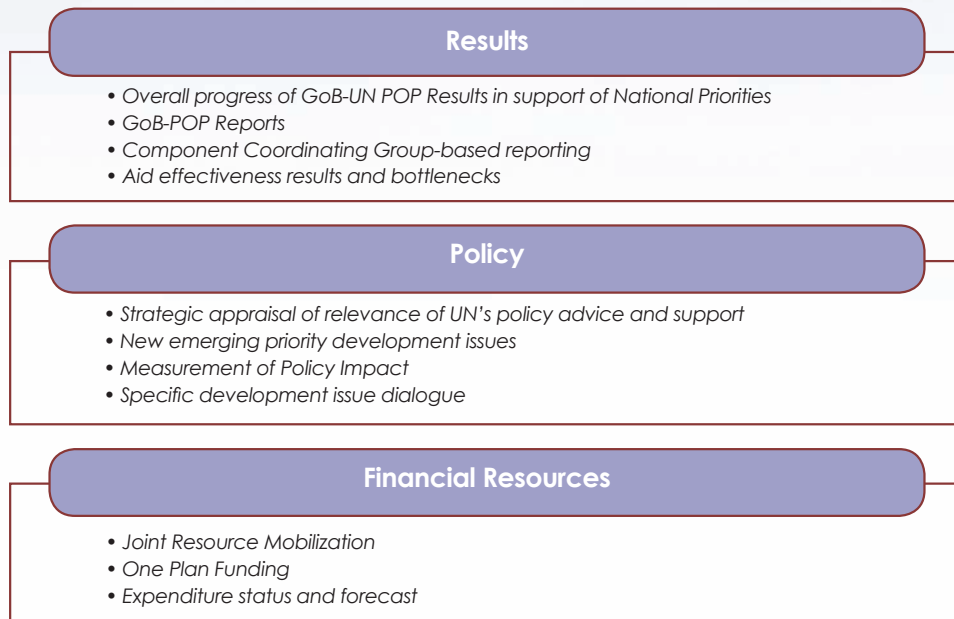 Results
• Overall progress of GoB-UN POP Results in support of National Priorities
• GoB-POP Reports
• Component Coordinating Group-based reporting
• Aid effectiveness results and bottlenecks
Policy
• Strategic appraisal of relevance of UN's policy advice and support
• New emerging priority development issues
• Measurement of Policy Impact
• Specific development issue dialogue
Financial Resources
• Joint Resource Mobilization
• One Plan Funding
• Expenditure status and forecast